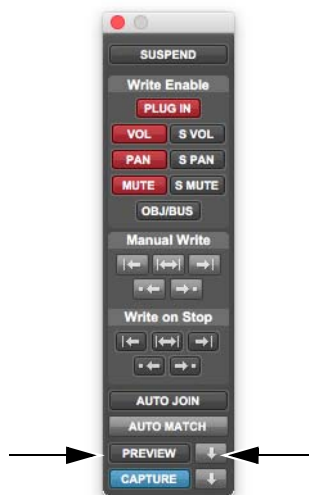 SUSPEND
Write Enable
PLUG IN
VOL S VOL
PAN S PAN
MUTE S MUTE
OBJ/BUS
Manual Write
Write on Stop
AUTO JOIN
AUTO MATCH
PREVIEW
CAPTURE